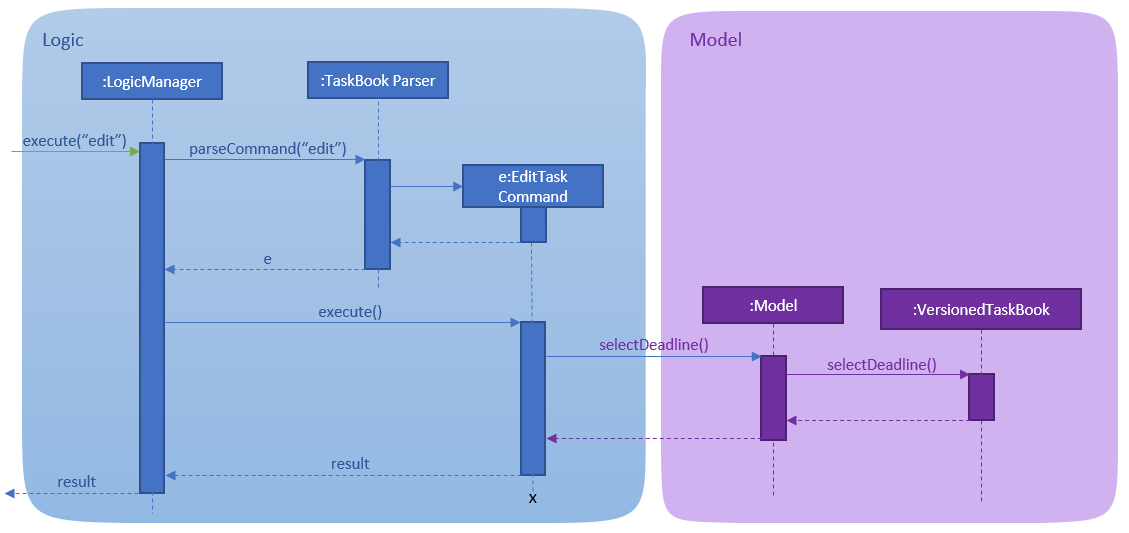 Logic
Model
:LogicManager
:TaskBook Parser
execute(“edit”)
parseCommand(“edit”)
e:EditTask
Command
e
:Model
:VersionedTaskBook
execute()
selectDeadline()
selectDeadline()
result
result
x